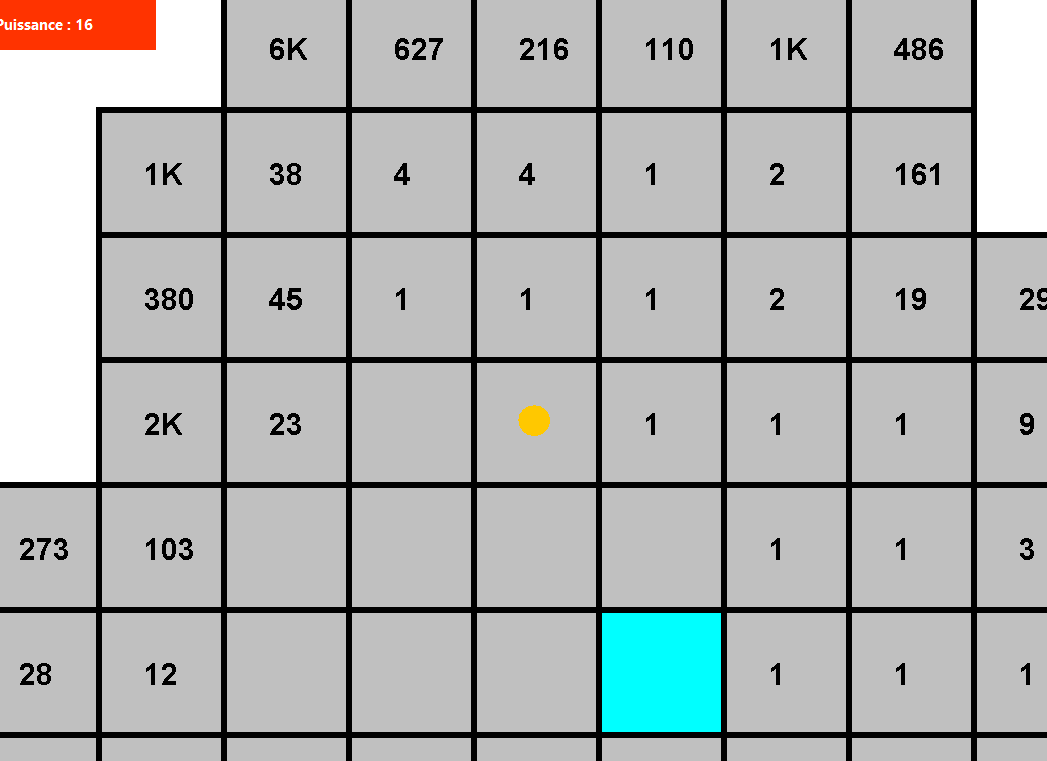 Puissance : 16
6K 627 216 110 1K 486
1K 38 4 4 1 2 161
380 45 1 1 1 2 19 29
2K 23 1 1 1 9
273 103 1 1 3
28 12 1 1 1